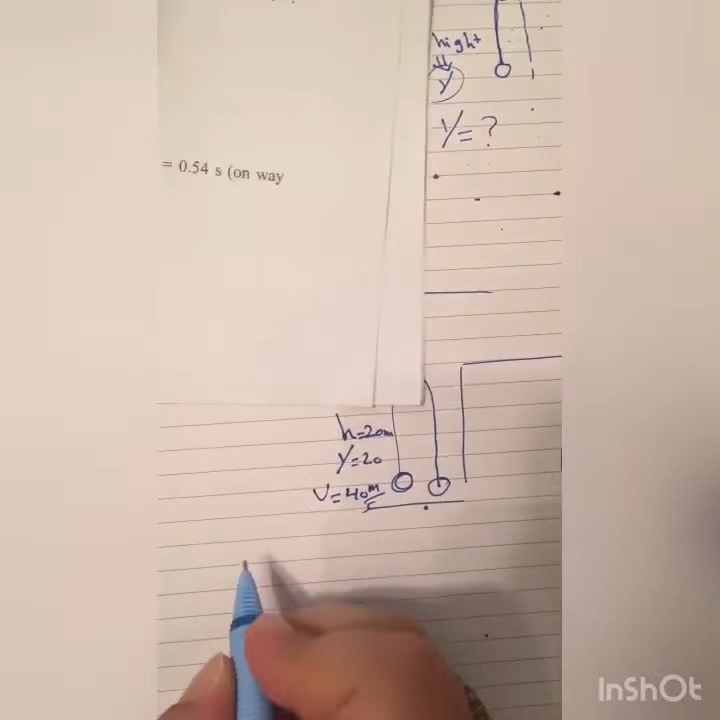 hight
Y
Y=?
= 0.54 s (on way
h=20m
Y=20
V=40m/s
InShOt